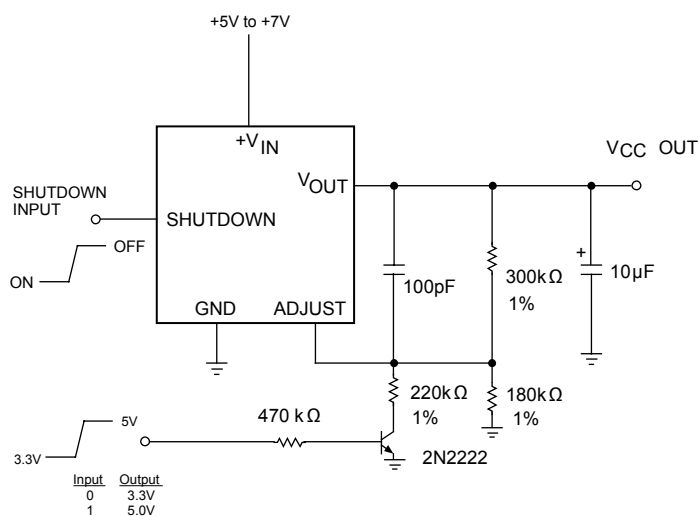 +5V to +7V
+VIN
VCC OUT
VOUT
SHUTDOWN
INPUT
SHUTDOWN
OFF
ON
100pF
300kΩ
1%
+
10µF
GND
ADJUST
220kΩ
1%
180kΩ
1%
470 kΩ
5V
3.3V
2N2222
Input Output
0 3.3V
1 5.0V